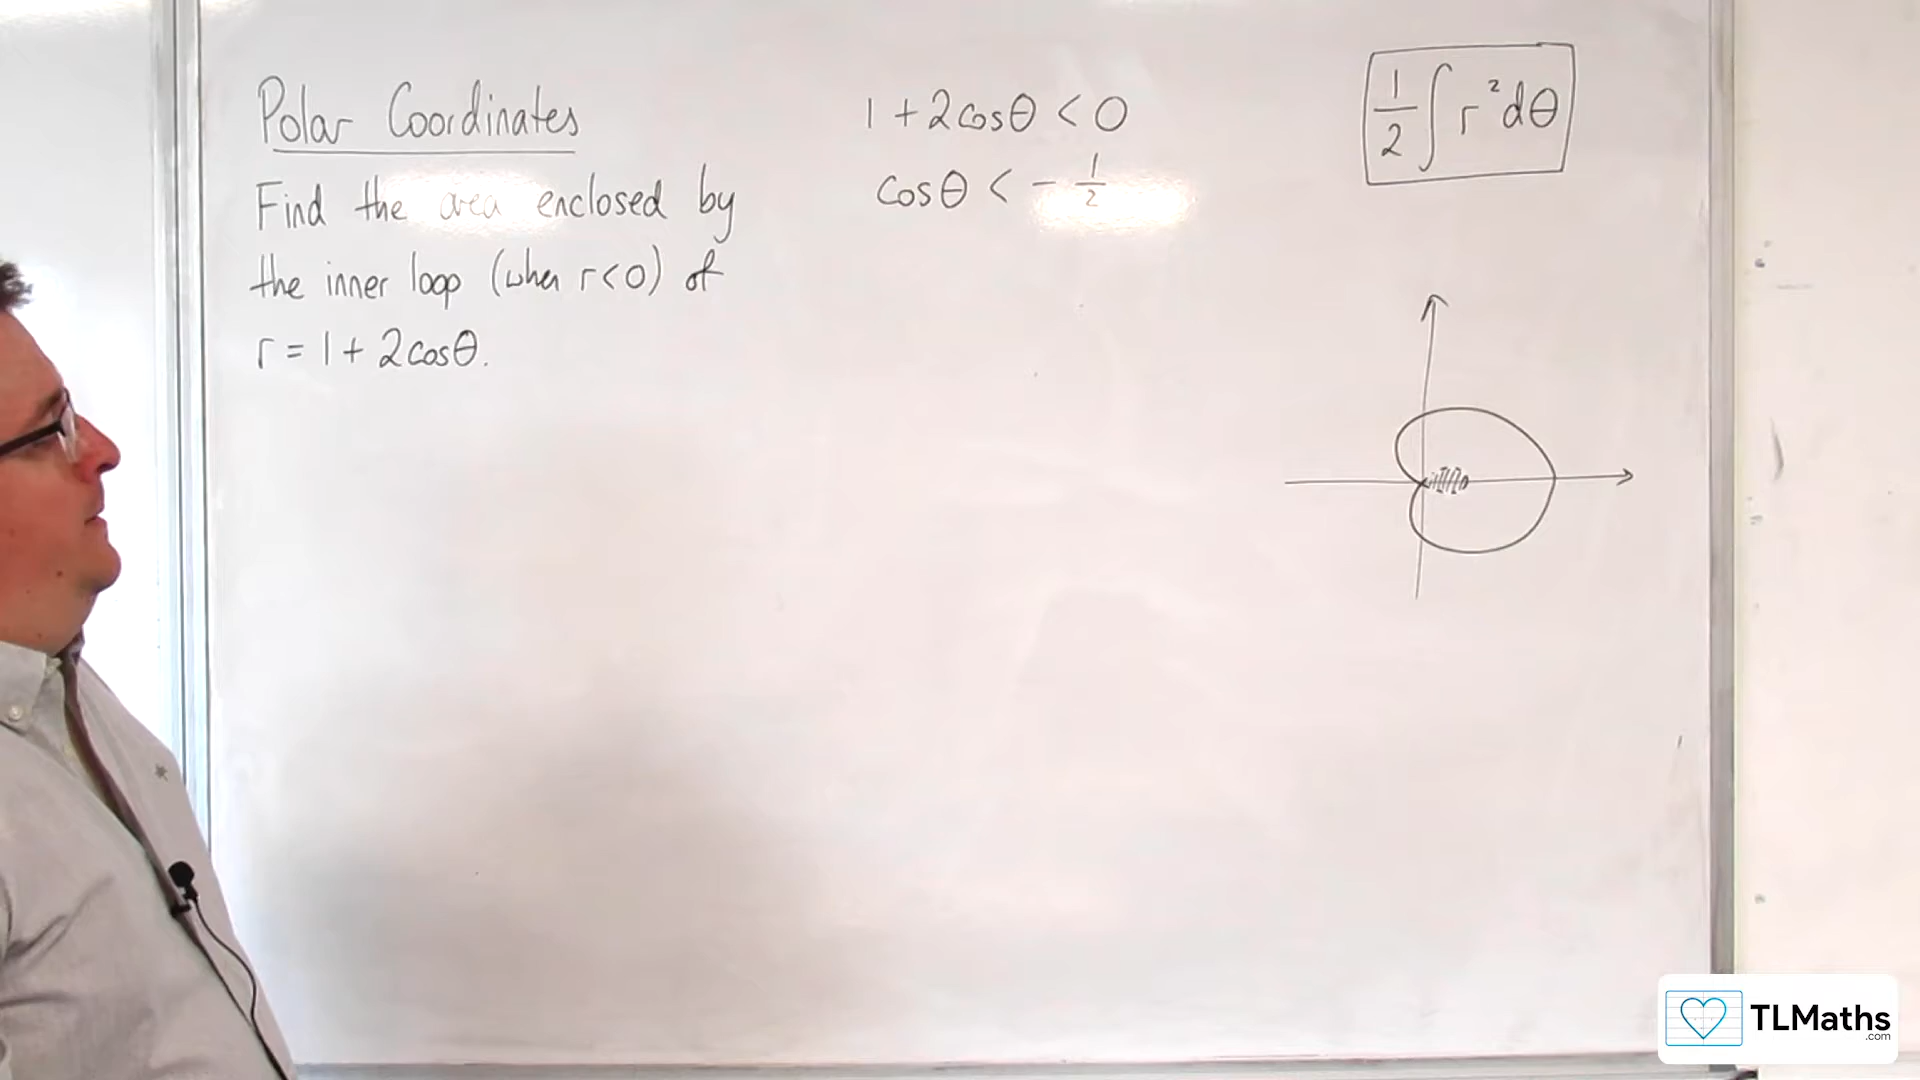 Polar Coordinates
Find the area enclosed by
the inner loop (when r<0) of
r = 1 + 2cosθ.
1 + 2cosθ < 0
cosθ < - 1/2
1/2 ∫ r² dθ
TLMaths
.com